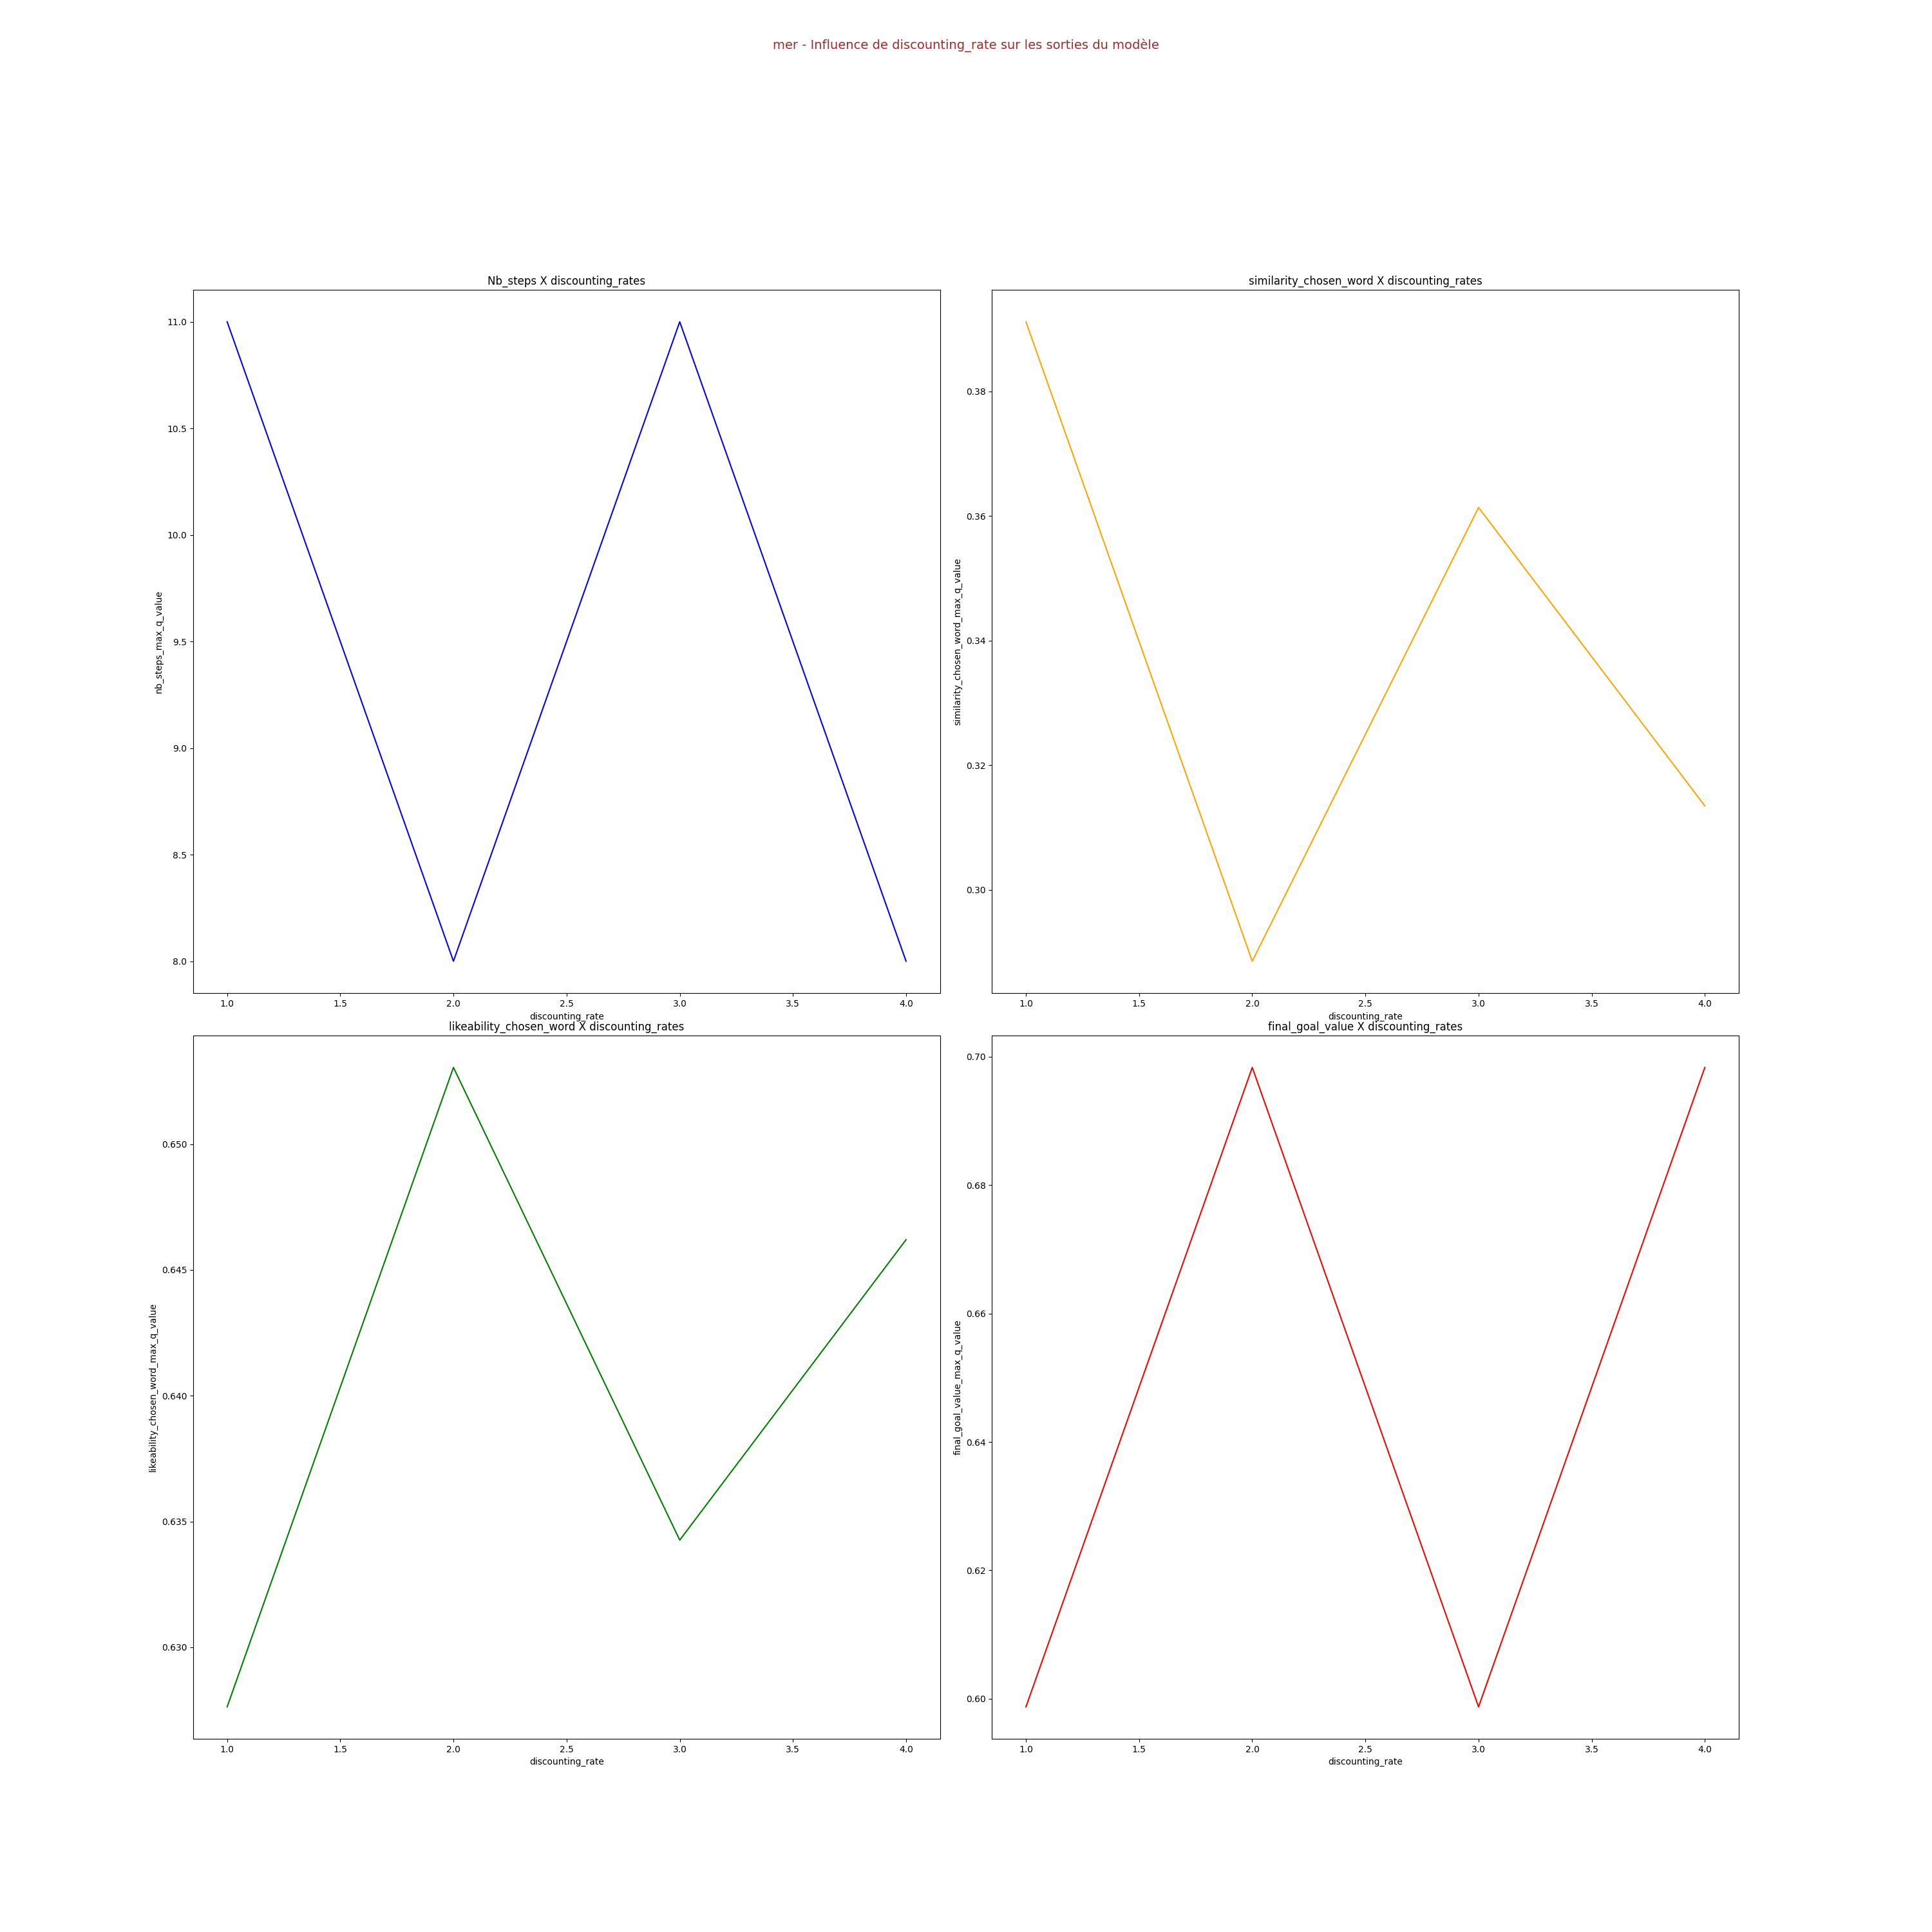 mer - Influence de discounting_rate sur les sorties du modèle
Nb_steps X discounting_rates
nb_steps_max_q_value
11.0
10.5
10.0
9.5
9.0
8.5
8.0
1.0 1.5 2.0 2.5 3.0 3.5 4.0
discounting_rate
similarity_chosen_word X discounting_rates
similarity_chosen_word_max_q_value
0.38
0.36
0.34
0.32
0.30
1.0 1.5 2.0 2.5 3.0 3.5 4.0
discounting_rate
likeability_chosen_word X discounting_rates
likeability_chosen_word_max_q_value
0.650
0.645
0.640
0.635
0.630
1.0 1.5 2.0 2.5 3.0 3.5 4.0
discounting_rate
final_goal_value X discounting_rates
final_goal_value_max_q_value
0.70
0.68
0.66
0.64
0.62
0.60
1.0 1.5 2.0 2.5 3.0 3.5 4.0
discounting_rate